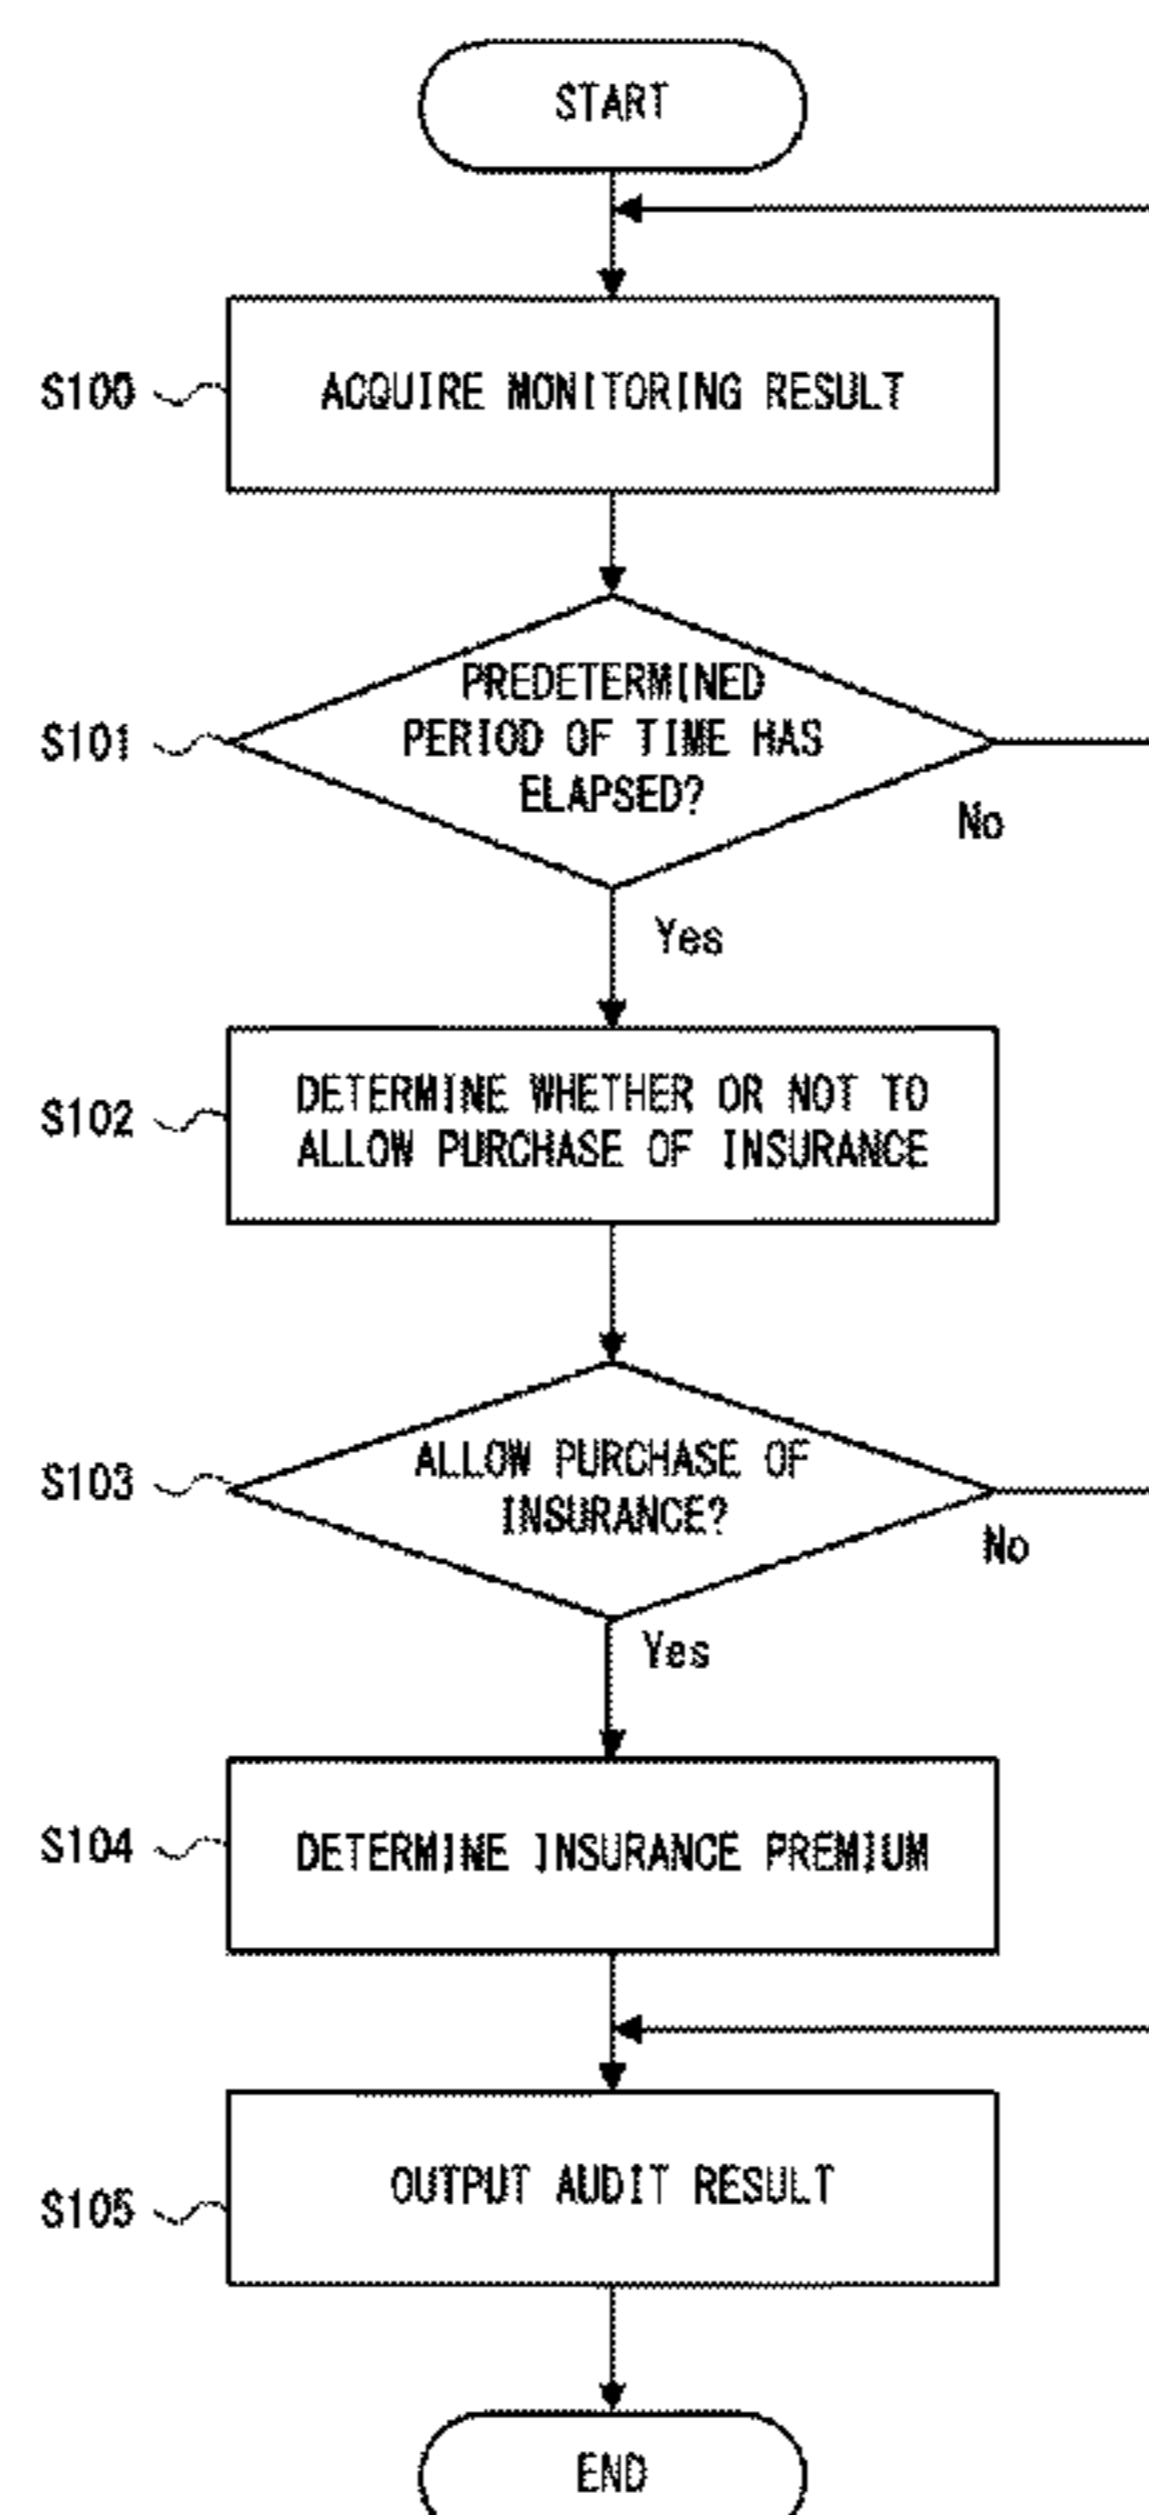 START
S100
ACQUIRE MONITORING RESULT
S101
PREDETERMINED
PERIOD OF TIME HAS
ELAPSED?
No
Yes
S102
DETERMINE WHETHER OR NOT TO
ALLOW PURCHASE OF INSURANCE
S103
ALLOW PURCHASE OF
INSURANCE?
No
Yes
S104
DETERMINE INSURANCE PREMIUM
S105
OUTPUT AUDIT RESULT
END